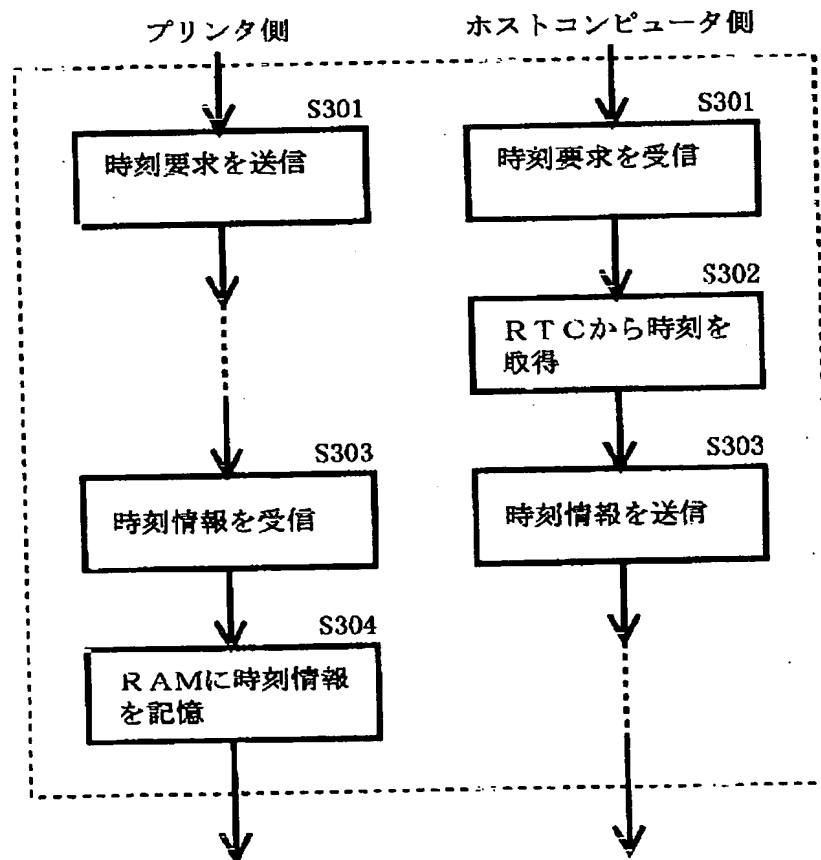 プリンタ側
ホストコンピュータ側
S301
時刻要求を送信
S301
時刻要求を受信
S302
RTCから時刻を
取得
S303
時刻情報を受信
S303
時刻情報を送信
S304
RAMに時刻情報
を記憶